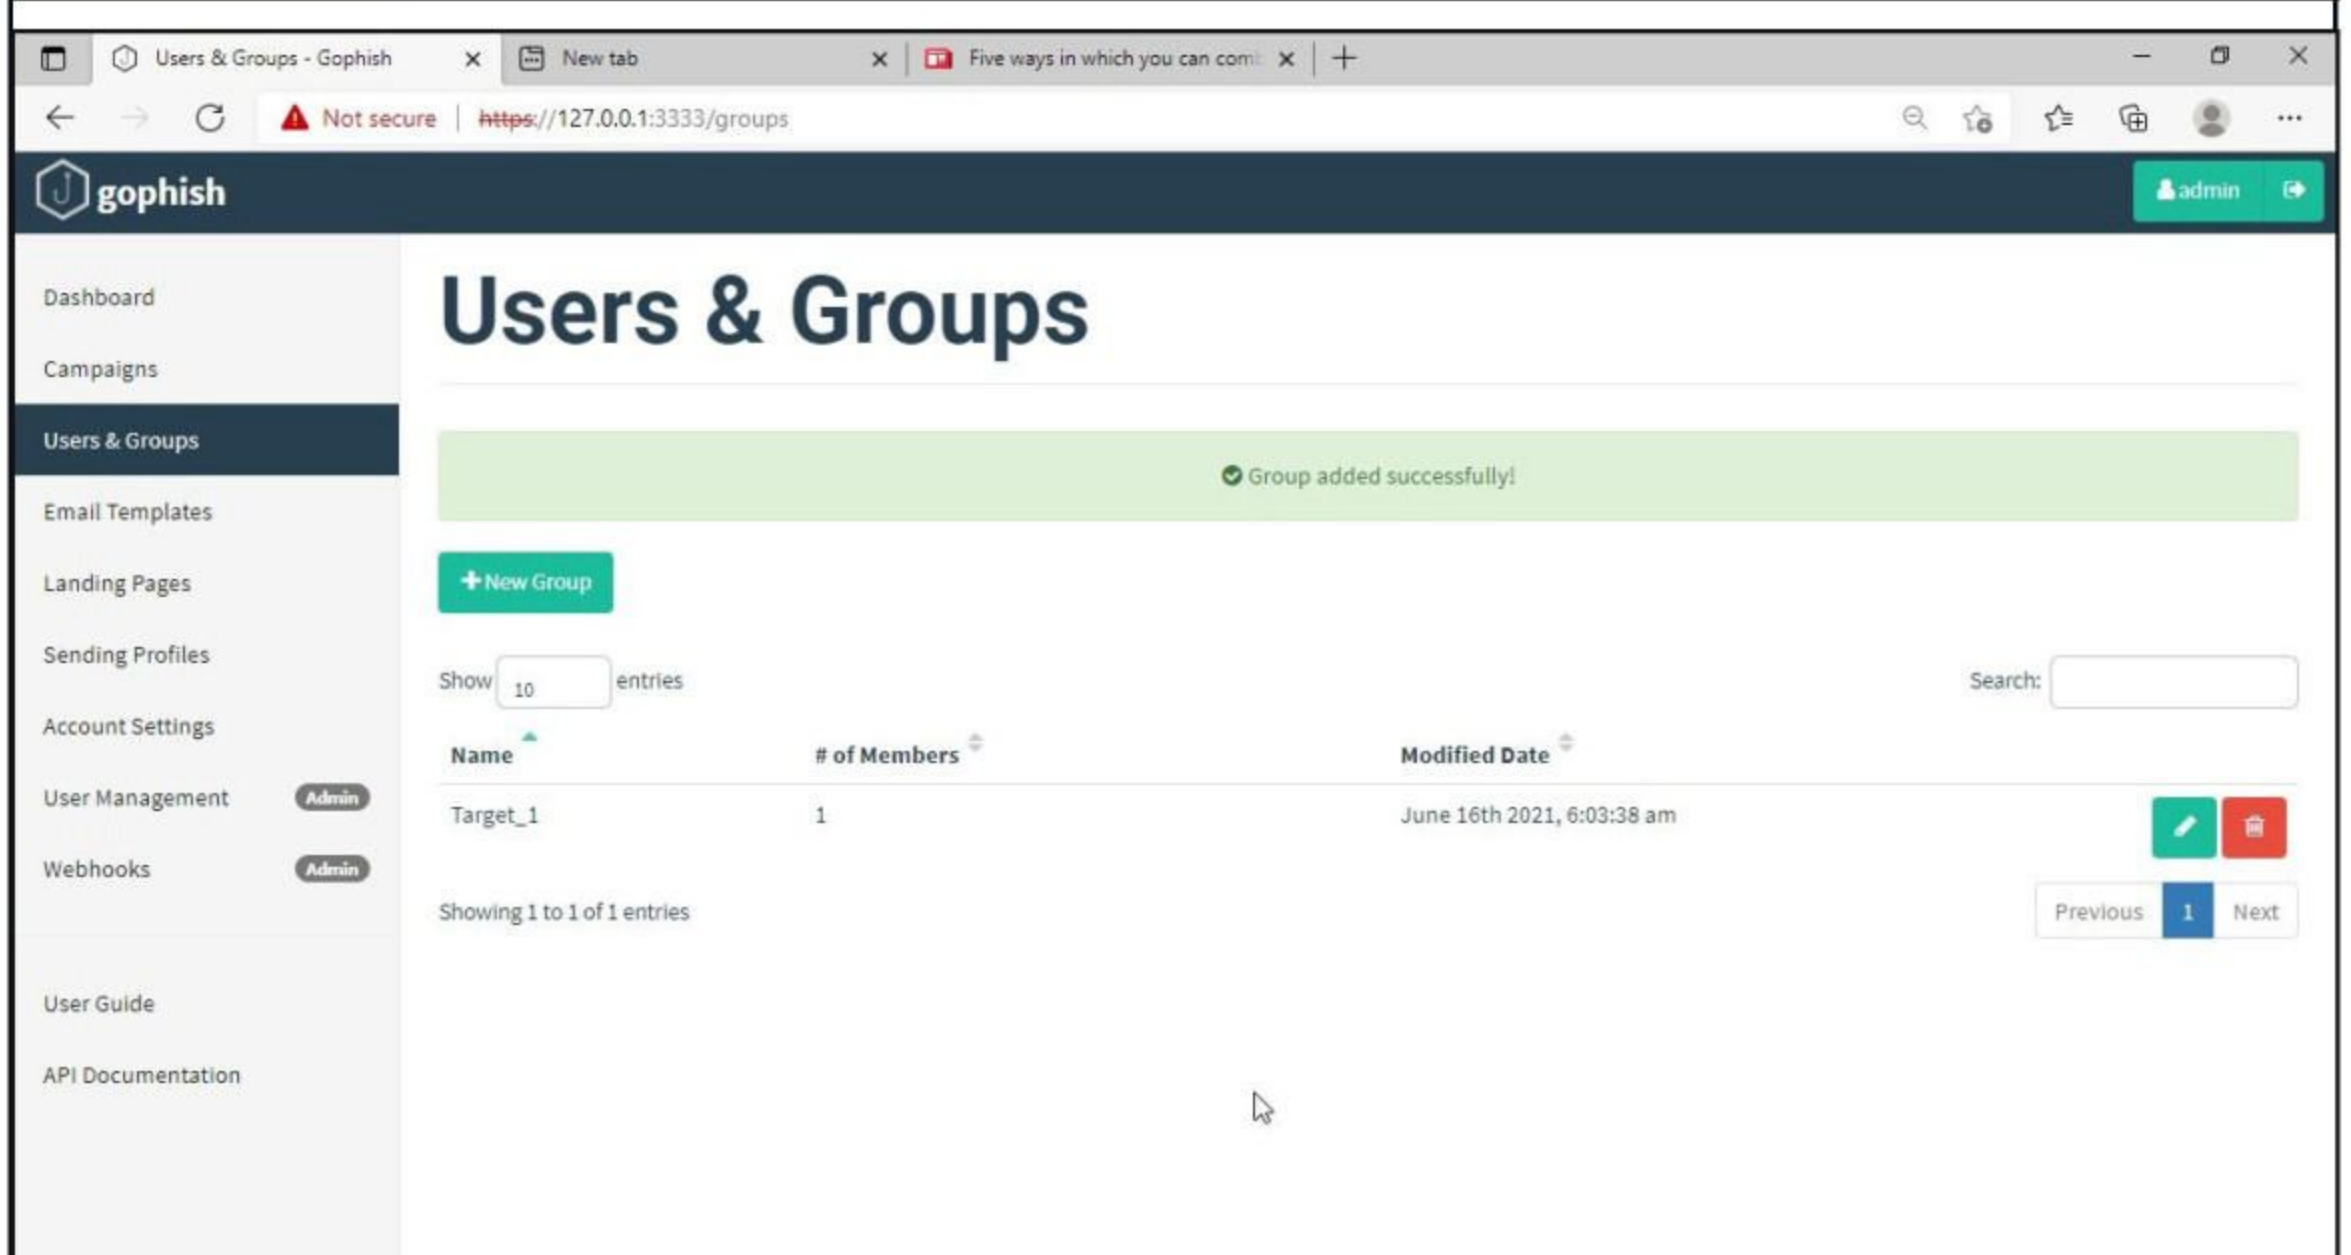 Users & Groups - Gophish
New tab
Five ways in which you can com
Not secure
https://127.0.0.1:3333/groups
gophish
admin
Dashboard
Campaigns
Users & Groups
Email Templates
Landing Pages
Sending Profiles
Account Settings
User Management Admin
Webhooks Admin
User Guide
API Documentation
Users & Groups
Group added successfully!
+ New Group
Show 10 entries
Search:
Name # of Members Modified Date
Target_1 1 June 16th 2021, 6:03:38 am
Showing 1 to 1 of 1 entries
Previous 1 Next